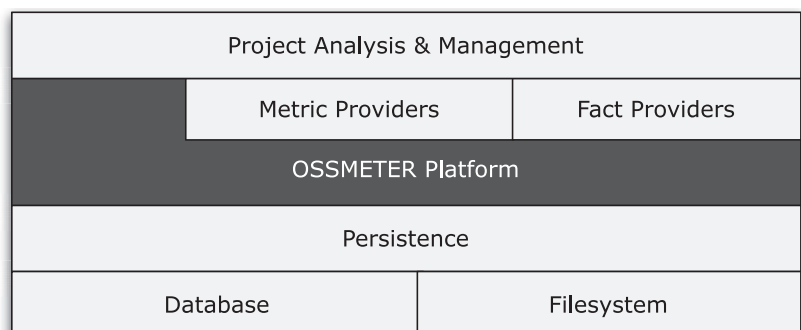 Project Analysis & Management
Metric Providers
Fact Providers
OSSMETER Platform
Persistence
Database
Filesystem